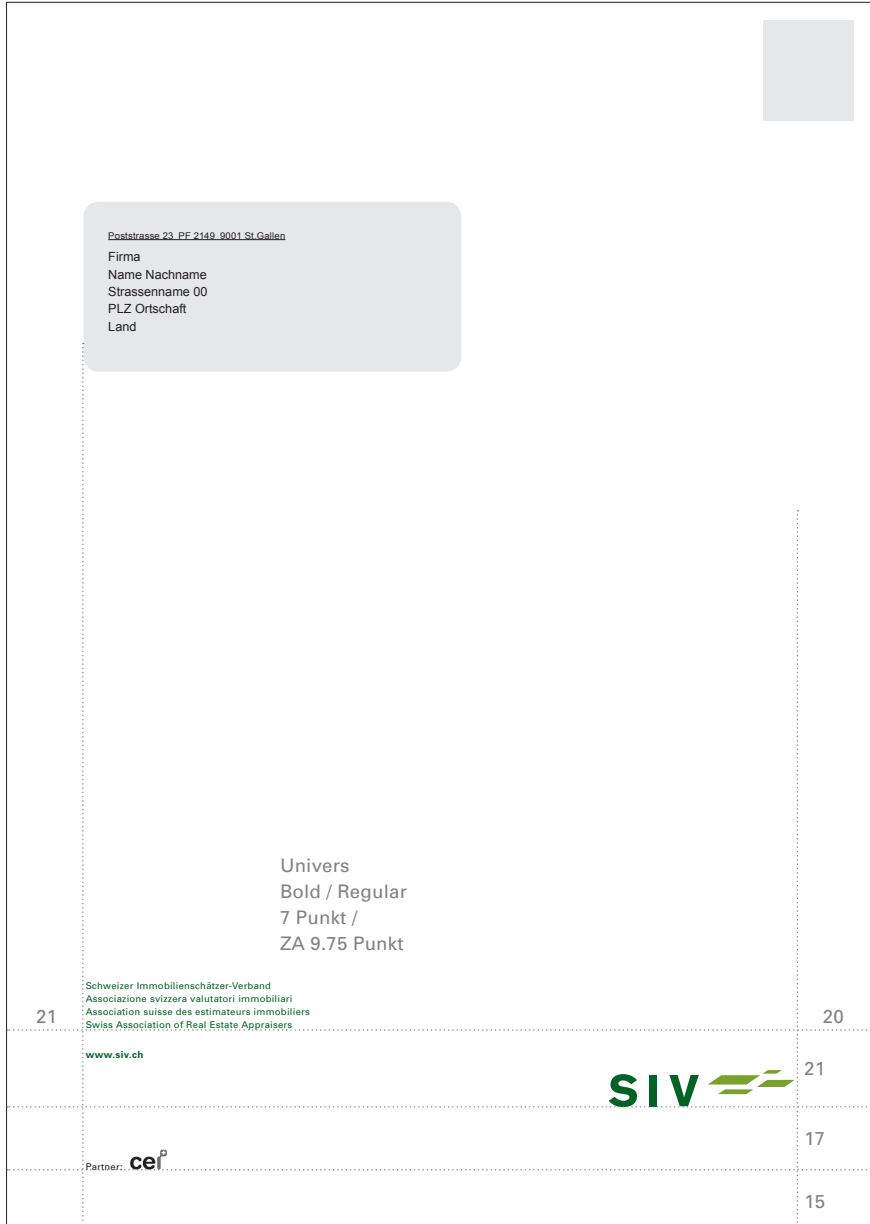 Poststrasse 23 PF 2149 9001 St.Gallen
Firma
Name Nachname
Strassenname 00
PLZ Ortschaft
Land
Univers
Bold / Regular
7 Punkt /
ZA 9.75 Punkt
Schweizer Immobilienschätzer-Verband
Associazione svizzera valutatori immobiliari
Association suisse des estimateurs immobiliers
Swiss Association of Real Estate Appraisers
21
20
www.siv.ch
SIV
21
17
Partner: cei
15